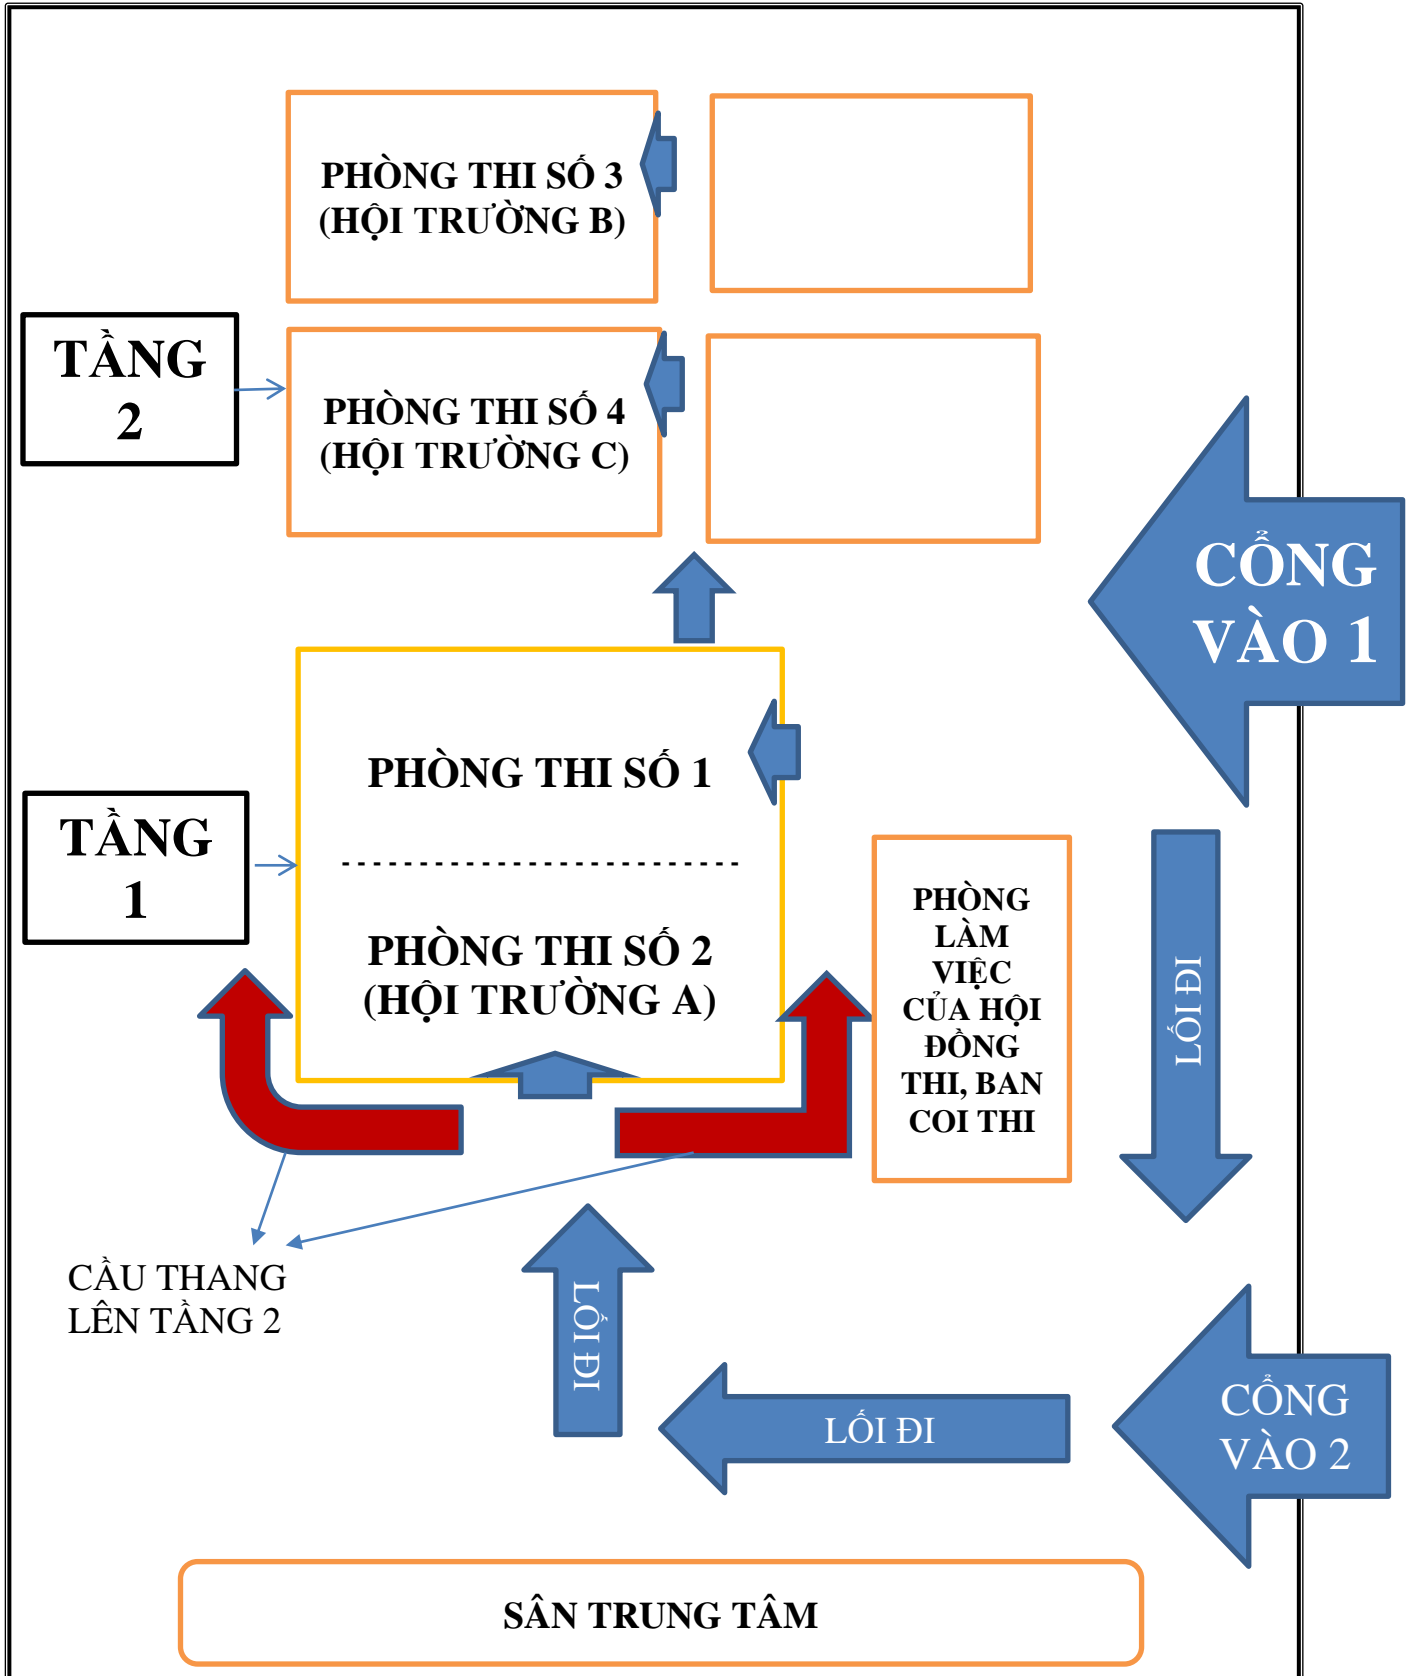 PHÒNG THI SỐ 3
(HỘI TRƯỜNG B)
TẦNG
2
PHÒNG THI SỐ 4
(HỘI TRƯỜNG C)
CỔNG
VÀO 1
PHÒNG THI SỐ 1
TẦNG
1
PHÒNG THI SỐ 2
(HỘI TRƯỜNG A)
PHÒNG
LÀM
VIỆC
CỦA HỘI
ĐỒNG
THI, BAN
COI THI
LỐI ĐI
CẦU THANG
LÊN TẦNG 2
LỐI ĐI
LỐI ĐI
CỔNG
VÀO 2
SÂN TRUNG TÂM